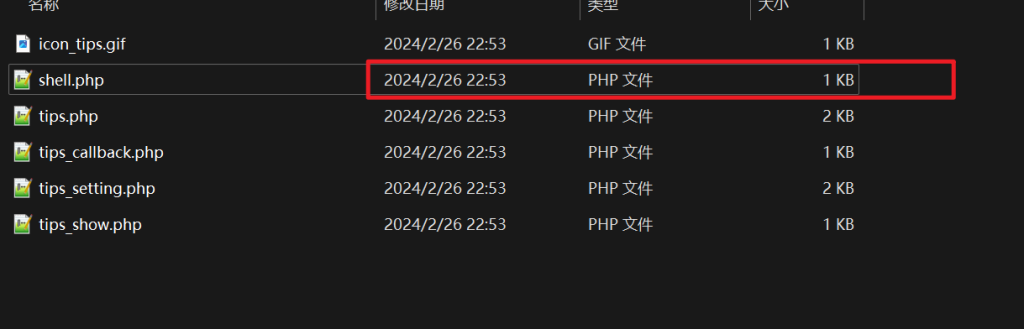 名称 修改日期 类型 大小
icon_tips.gif 2024/2/26 22:53 GIF 文件 1 KB
shell.php 2024/2/26 22:53 PHP 文件 1 KB
tips.php 2024/2/26 22:53 PHP 文件 2 KB
tips_callback.php 2024/2/26 22:53 PHP 文件 1 KB
tips_setting.php 2024/2/26 22:53 PHP 文件 2 KB
tips_show.php 2024/2/26 22:53 PHP 文件 1 KB